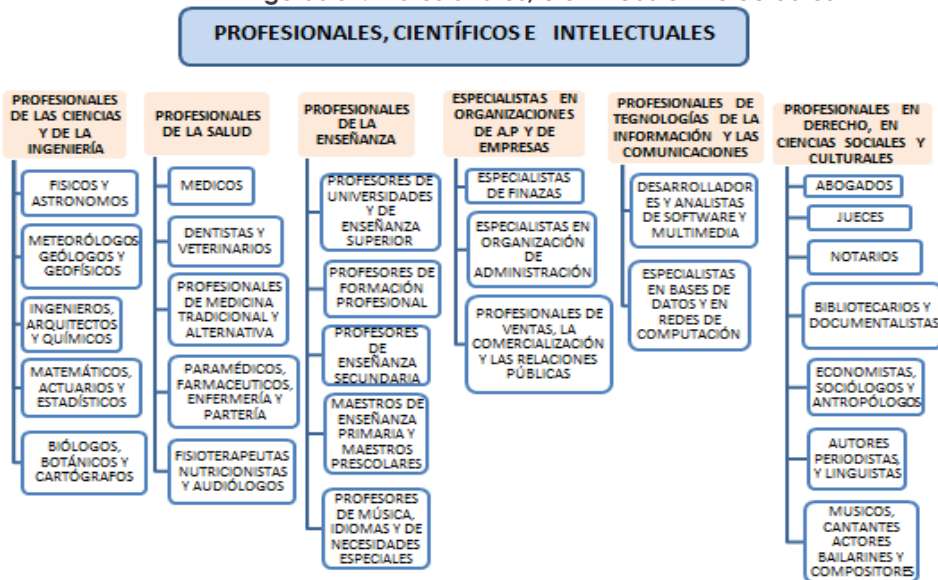 PROFESIONALES, CIENTÍFICOS E INTELECTUALES
PROFESIONALES
DE LAS CIENCIAS
Y DE LA
INGENIERÍA
FISICOS Y
ASTRONOMOS
METEORÓLOGOS
GEÓLOGOS Y
GEOFÍSICOS
INGENIEROS,
ARQUITECTOS
Y QUÍMICOS
MATEMÁTICOS,
ACTUARIOS Y
ESTADÍSTICOS
BIÓLOGOS,
BOTÁNICOS Y
CARTÓGRAFOS
PROFESIONALES
DE LA SALUD
MEDICOS
DENTISTAS Y
VETERINARIOS
PROFESIONALES
DE MEDICINA
TRADICIONAL Y
ALTERNATIVA
PARAMÉDICOS,
FARMACEUTICOS,
ENFERMERÍA Y
PARTERÍA
FISIOTERAPEUTAS
NUTRICIONISTAS
Y AUDIÓLOGOS
PROFESIONALES
DE LA
ENSEÑANZA
PROFESORES DE
UNIVERSIDADES
Y DE
ENSEÑANZA
SUPERIOR
PROFESORES DE
FORMACIÓN
PROFESIONAL
PROFESORES
DE
ENSEÑANZA
SECUNDARIA
MAESTROS DE
ENSEÑANZA
PRIMARIA Y
MAESTROS
PRESCOLARES
PROFESORES
DE MÚSICA,
IDIOMAS Y DE
NECESIDADES
ESPECIALES
ESPECIALISTAS EN
ORGANIZACIONES
DE A.P Y DE
EMPRESAS
ESPECIALISTAS
DE FINAZAS
ESPECIALISTAS EN
ORGANIZACIÓN
DE
ADMINISTRACIÓN
PROFESIONALES DE
VENTAS, LA
COMERCIALIZACIÓN
Y LAS RELACIONES
PÚBLICAS
PROFESIONALES DE
TEGNOLOGÍAS DE LA
INFORMACIÓN Y LAS
COMUNICACIONES
DESARROLLADOR
ES Y ANALISTAS
DE SOFTWARE Y
MULTIMEDIA
ESPECIALISTAS
EN BASES DE
DATOS Y EN
REDES DE
COMPUTACIÓN
PROFESIONALES EN
DERECHO, EN
CIENCIAS SOCIALES Y
CULTURALES
ABOGADOS
JUECES
NOTARIOS
BIBLIOTECARIOS Y
DOCUMENTALISTAS
ECONOMISTAS,
SOCIÓLOGOS Y
ANTROPÓLOGOS
AUTORES
PERIODISTAS,
Y LINGUISTAS
MUSICOS,
CANTANTES
ACTORES
BAILARINES Y
COMPOSITORES